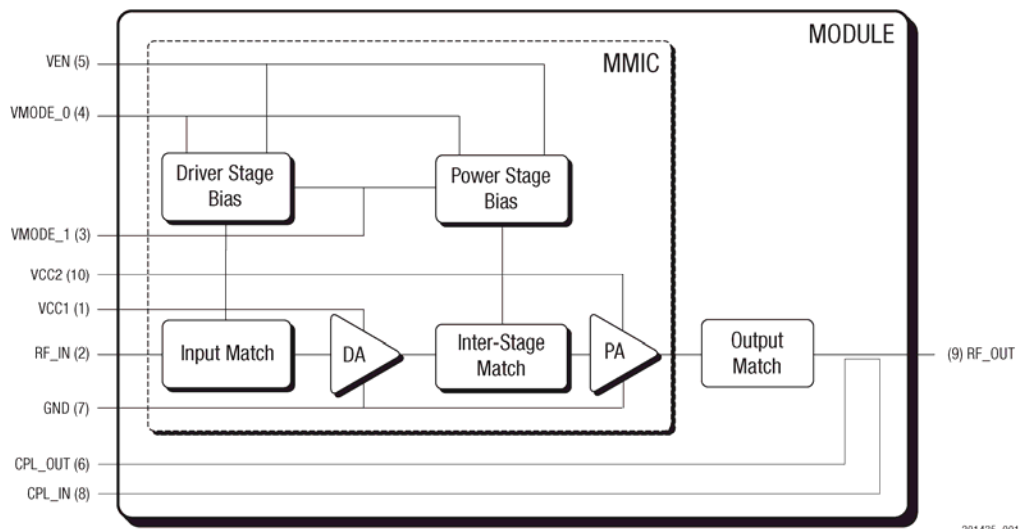 MODULE
MMIC
VEN (5)
VMODE_0 (4)
Driver Stage
Bias
Power Stage
Bias
VMODE_1 (3)
VCC2 (10)
VCC1 (1)
RF_IN (2)
Input Match
DA
Inter-Stage
Match
PA
Output
Match
(9) RF_OUT
GND (7)
CPL_OUT (6)
CPL_IN (8)